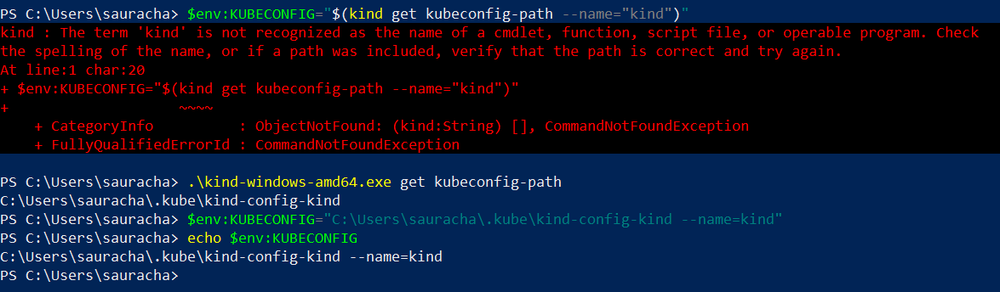 PS C:\Users\sauracha> $env:KUBECONFIG="$(kind get kubeconfig-path --name="kind")"
kind : The term 'kind' is not recognized as the name of a cmdlet, function, script file, or operable program. Check
the spelling of the name, or if a path was included, verify that the path is correct and try again.
At line:1 char:20
+ $env:KUBECONFIG="$(kind get kubeconfig-path --name="kind")"
+                    ~~~~
    + CategoryInfo          : ObjectNotFound: (kind:String) [], CommandNotFoundException
    + FullyQualifiedErrorId : CommandNotFoundException
PS C:\Users\sauracha> .\kind-windows-amd64.exe get kubeconfig-path
C:\Users\sauracha\.kube\kind-config-kind
PS C:\Users\sauracha> $env:KUBECONFIG="C:\Users\sauracha\.kube\kind-config-kind --name=kind"
PS C:\Users\sauracha> echo $env:KUBECONFIG
C:\Users\sauracha\.kube\kind-config-kind --name=kind
PS C:\Users\sauracha>